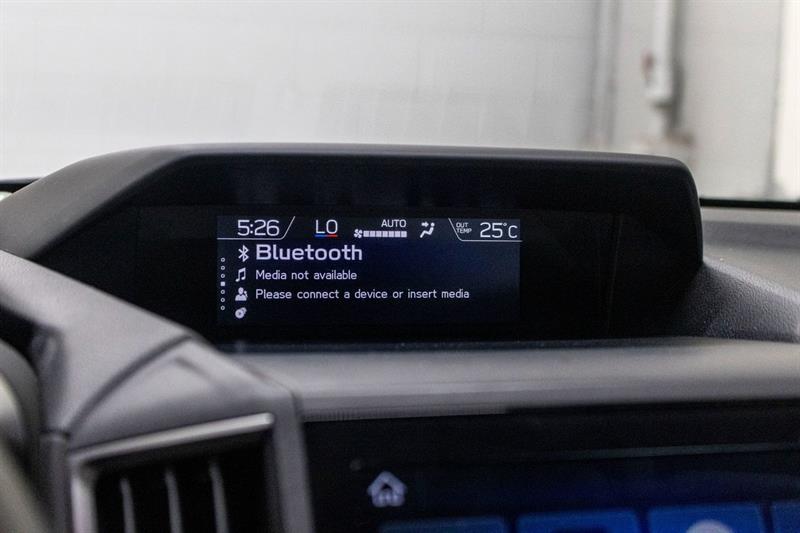 5:26 LO AUTO OUT TEMP 25°C
Bluetooth
Media not available
Please connect a device or insert media